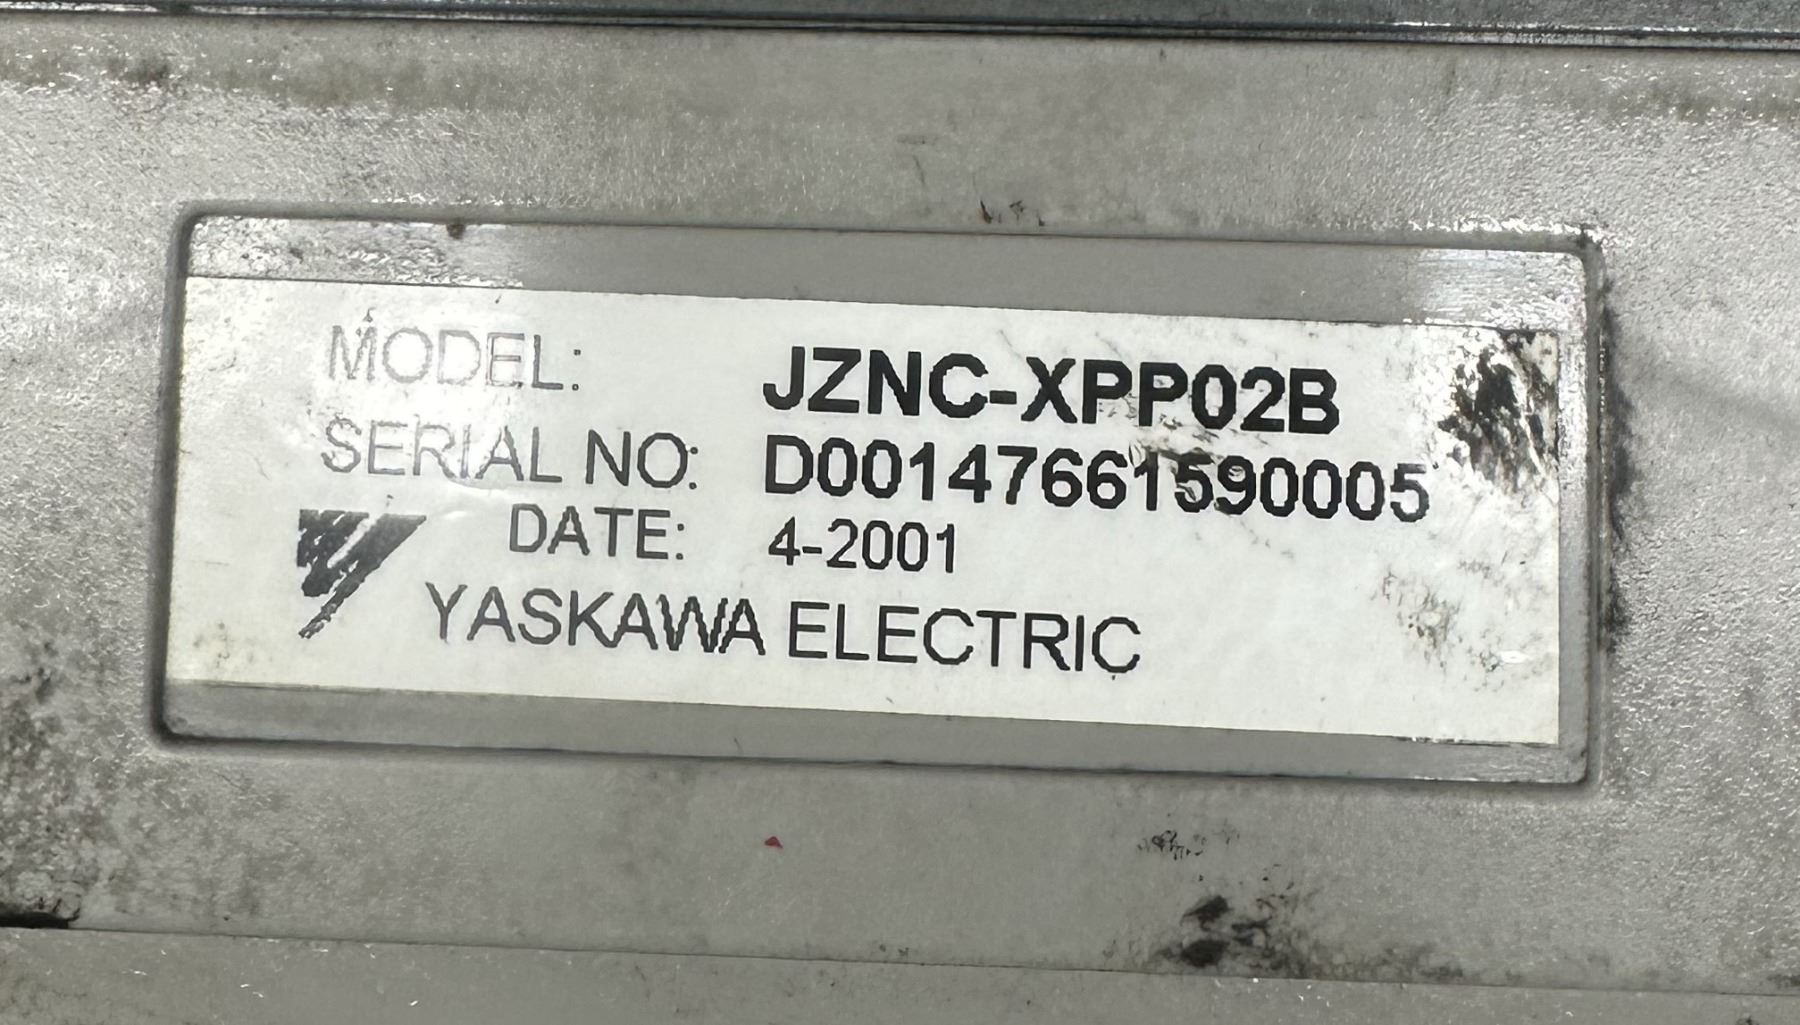 MODEL: JZNC-XPP02B
SERIAL NO: D00147661590005
DATE: 4-2001
YASKAWA ELECTRIC